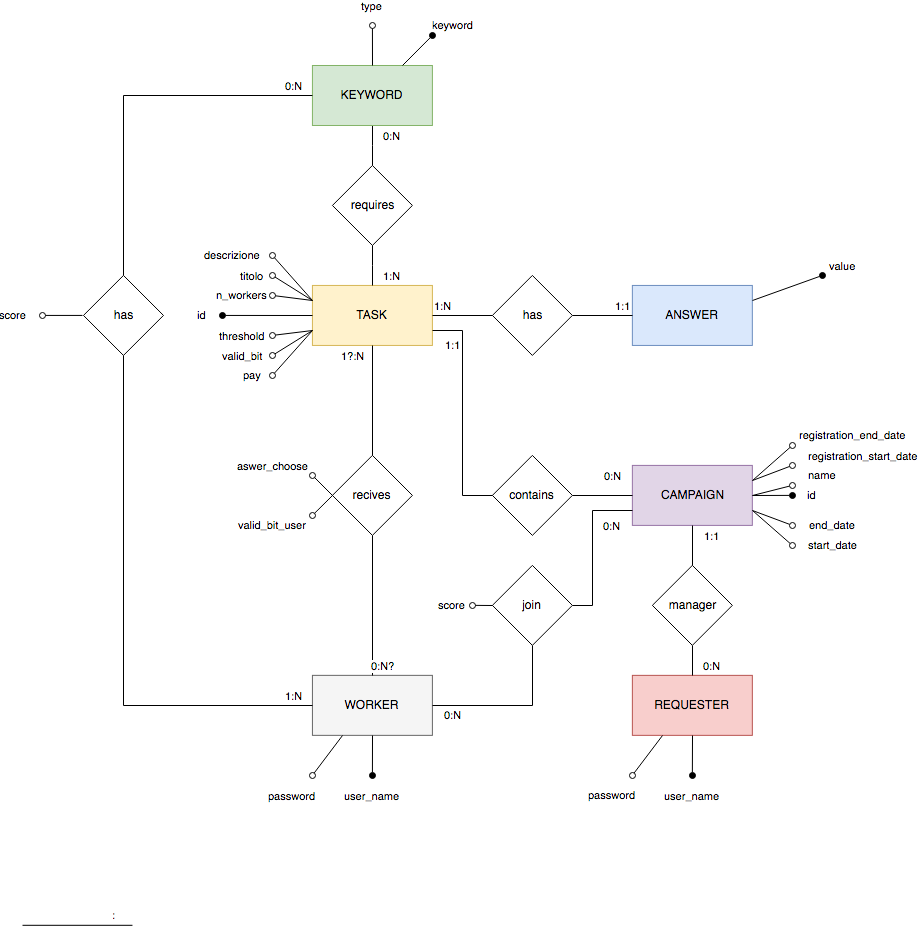 type
keyword
0:N
KEYWORD
0:N
requires
descrizione
titolo
n_workers
id
threshold
valid_bit
pay
1:N
TASK
1:N
has
1:1
ANSWER
value
score
has
1:1
1?:N
aswer_choose
valid_bit_user
recives
contains
0:N
CAMPAIGN
registration_end_date
registration_start_date
name
id
end_date
start_date
0:N
1:1
score
join
manager
0:N?
0:N
1:N
WORKER
0:N
REQUESTER
password
user_name
password
user_name
: